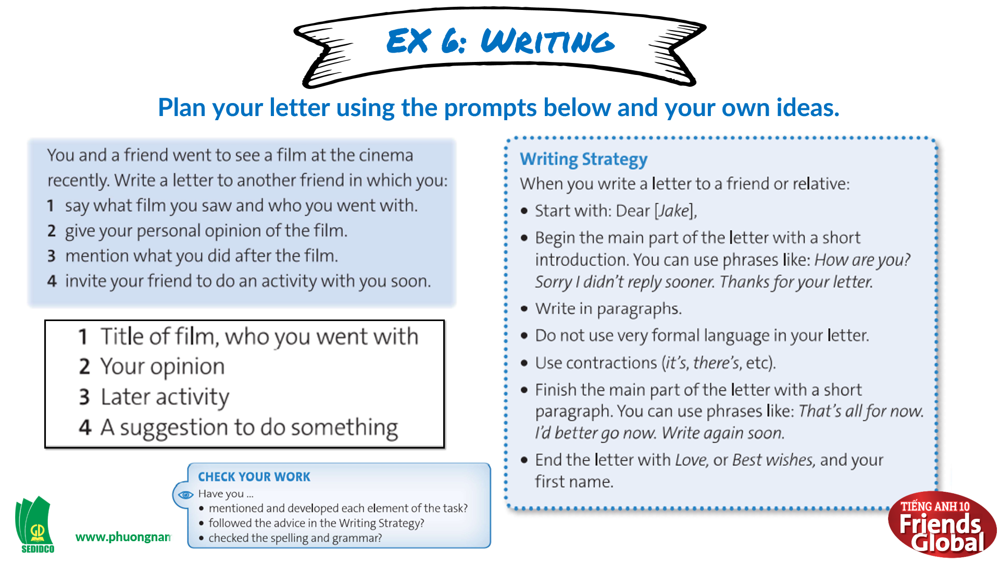 EX 6: WRITING
Plan your letter using the prompts below and your own ideas.
You and a friend went to see a film at the cinema
recently. Write a letter to another friend in which you:
1 say what film you saw and who you went with.
2 give your personal opinion of the film.
3 mention what you did after the film.
4 invite your friend to do an activity with you soon.
1 Title of film, who you went with
2 Your opinion
3 Later activity
4 A suggestion to do something
CHECK YOUR WORK
Have you ...
• mentioned and developed each element of the task?
• followed the advice in the Writing Strategy?
• checked the spelling and grammar?
Writing Strategy
When you write a letter to a friend or relative:
• Start with: Dear [Jake],
• Begin the main part of the letter with a short
introduction. You can use phrases like: How are you?
Sorry I didn't reply sooner. Thanks for your letter.
• Write in paragraphs.
• Do not use very formal language in your letter.
• Use contractions (it's, there's, etc).
• Finish the main part of the letter with a short
paragraph. You can use phrases like: That's all for now.
I'd better go now. Write again soon.
• End the letter with Love, or Best wishes, and your
first name.
GD
SEDIDCO
www.phuongnam
TIẾNG ANH 10
Friends
Global